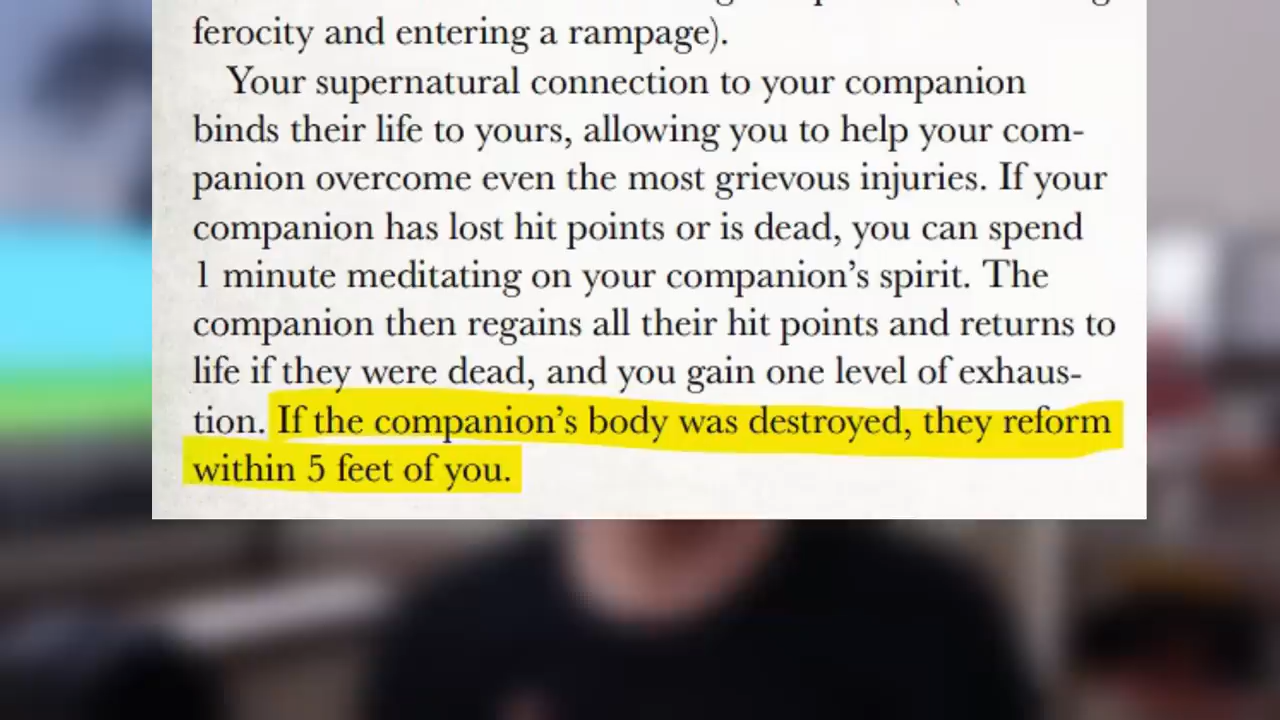 ferocity and entering a rampage).
Your supernatural connection to your companion
binds their life to yours, allowing you to help your com-
panion overcome even the most grievous injuries. If your
companion has lost hit points or is dead, you can spend
1 minute meditating on your companion’s spirit. The
companion then regains all their hit points and returns to
life if they were dead, and you gain one level of exhaus-
tion. If the companion’s body was destroyed, they reform
within 5 feet of you.